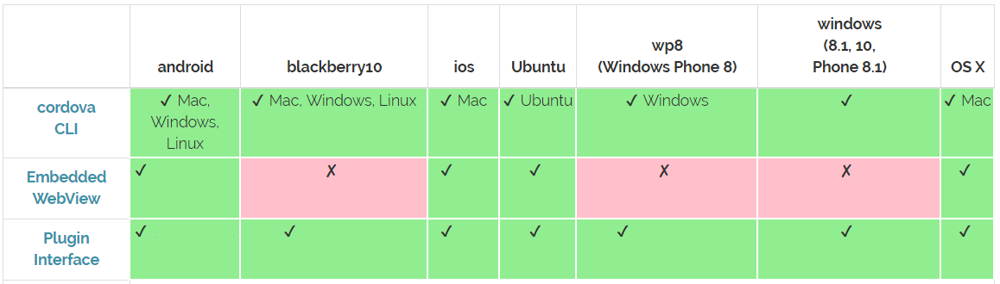 windows
wp8 (8.1, 10,
android blackberry10 ios Ubuntu (Windows Phone 8) Phone 8.1) OS X
cordova ✓ Mac, ✓ Mac, Windows, Linux ✓ Mac ✓ Ubuntu ✓ Windows ✓ ✓ Mac
CLI Windows,
Linux
Embedded ✓ ✗ ✓ ✓ ✗ ✗ ✓
WebView
Plugin ✓ ✓ ✓ ✓ ✓ ✓ ✓
Interface